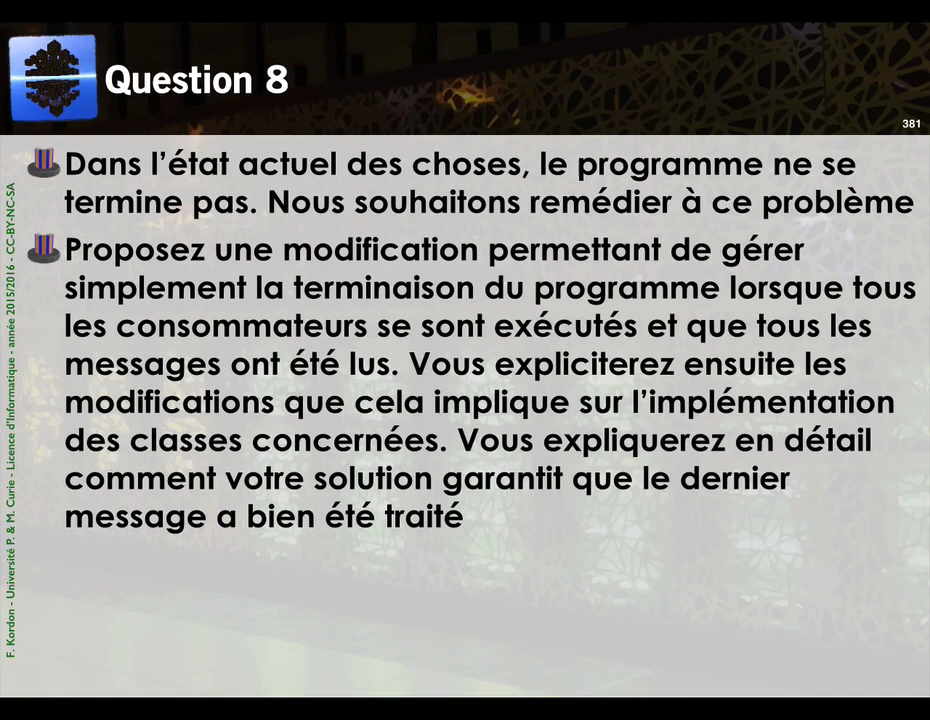 Question 8
381
Dans l’état actuel des choses, le programme ne se
termine pas. Nous souhaitons remédier à ce problème
Proposez une modification permettant de gérer
simplement la terminaison du programme lorsque tous
les consommateurs se sont exécutés et que tous les
messages ont été lus. Vous expliciterez ensuite les
modifications que cela implique sur l’implémentation
des classes concernées. Vous expliquerez en détail
comment votre solution garantit que le dernier
message a bien été traité
F. Kordon - Université P. & M. Curie - Licence d'Informatique - année 2015/2016 - CC-BY-NC-SA